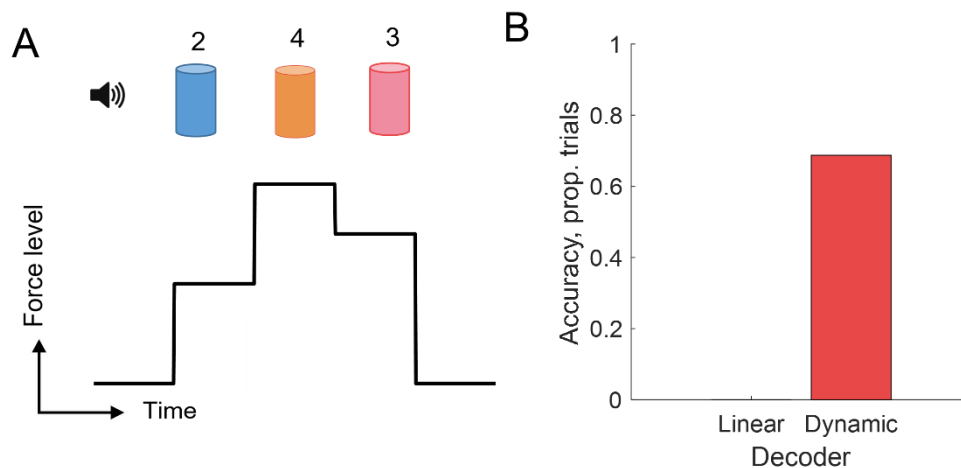 A
2 4 3
Force level
Time
B
Accuracy, prop. trials
1
0.8
0.6
0.4
0.2
0
Linear Dynamic
Decoder